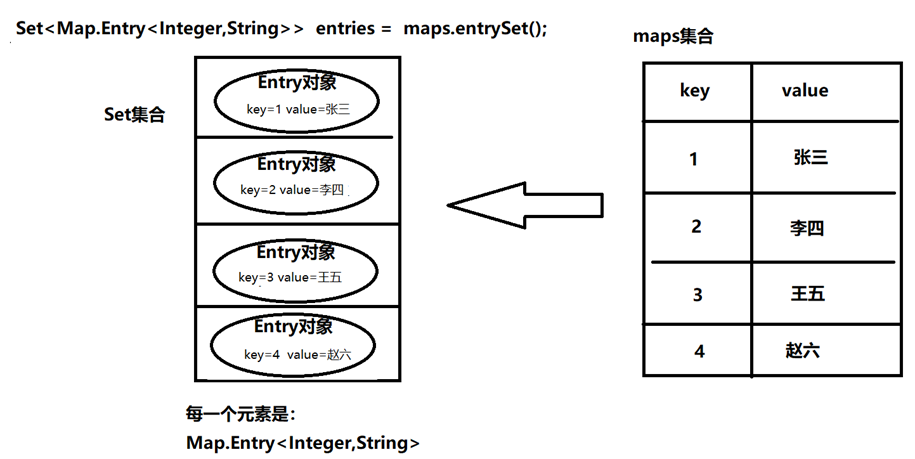 Set<Map.Entry<Integer,String>> entries = maps.entrySet();
Set集合
Entry对象
key=1 value=张三
Entry对象
key=2 value=李四
Entry对象
key=3 value=王五
Entry对象
key=4 value=赵六
每一个元素是：
Map.Entry<Integer,String>
maps集合
key value
1 张三
2 李四
3 王五
4 赵六